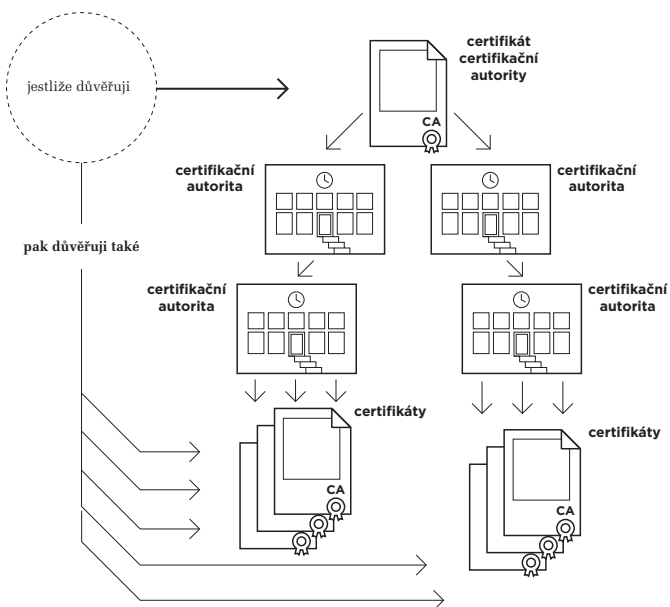 certifikát
certifikační
autority
jestliže důvěřuji
CA
certifikační
autorita
certifikační
autorita
pak důvěřuji také
certifikační
autorita
certifikační
autorita
certifikáty
certifikáty
CA
CA